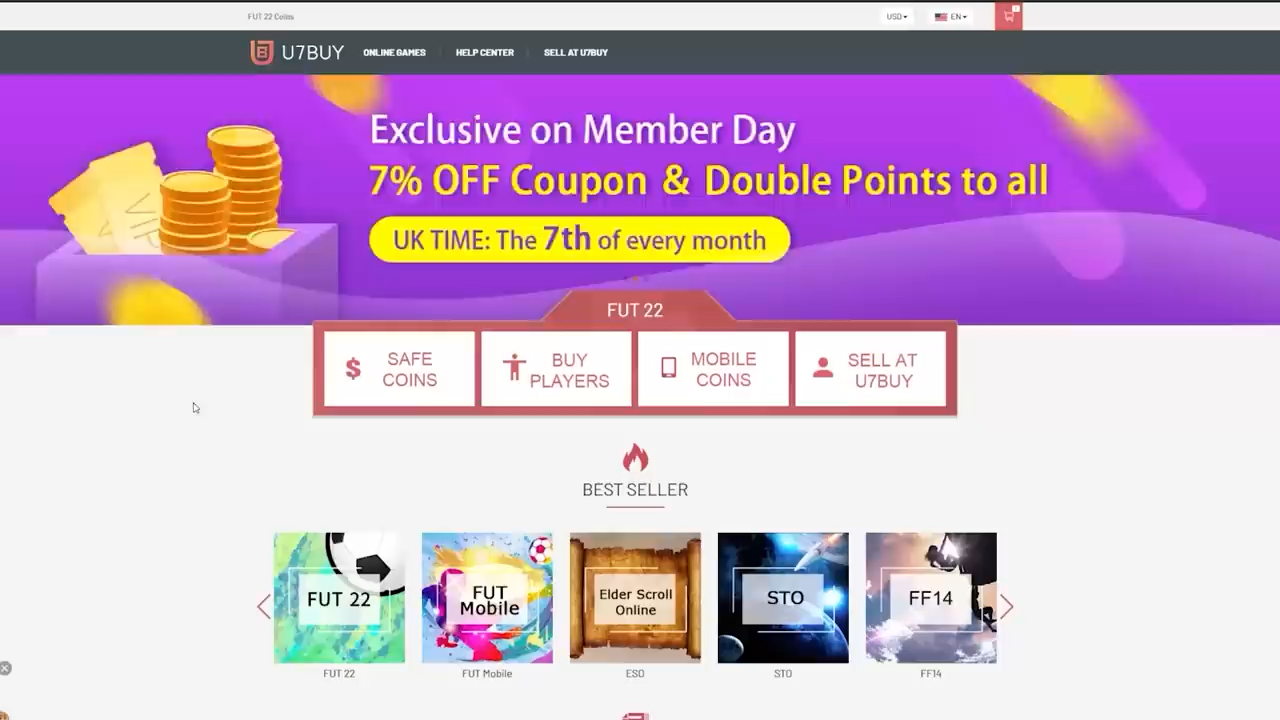 FUT 22 Coins
USD
EN
1
U7BUY
ONLINE GAMES
HELP CENTER
SELL AT U7BUY
Exclusive on Member Day
7% OFF Coupon & Double Points to all
UK TIME: The 7th of every month
FUT 22
SAFE
COINS
BUY
PLAYERS
MOBILE
COINS
SELL AT
U7BUY
BEST SELLER
FUT 22
FUT
Mobile
Elder Scroll
Online
STO
FF14
FUT 22
FUT Mobile
ESO
STO
FF14